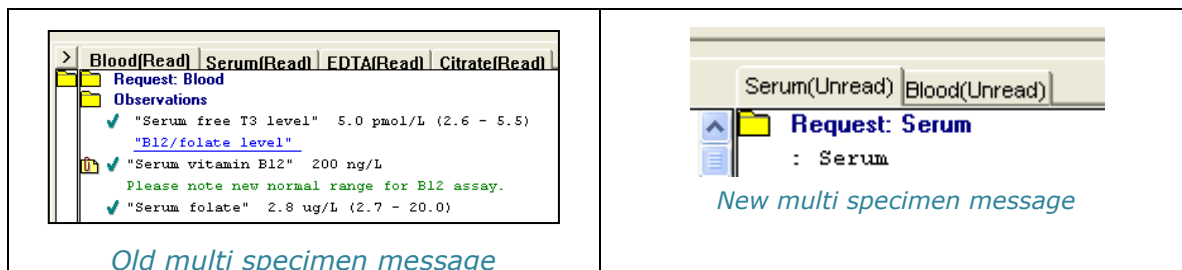 > Blood(Read) Serum(Read) EDTA(Read) Citrate(Read)
Request: Blood
Observations
"Serum free T3 level" 5.0 pmol/L (2.6 - 5.5)
"B12/folate level"
"Serum vitamin B12" 200 ng/L
Please note new normal range for B12 assay.
"Serum folate" 2.8 ug/L (2.7 - 20.0)
Old multi specimen message
Serum(Unread) Blood(Unread)
Request: Serum
: Serum
New multi specimen message